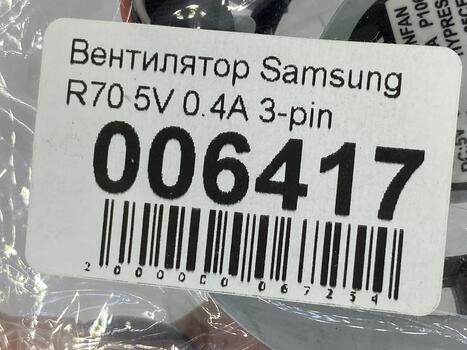 Вентилятор Samsung
R70 5V 0.4A 3-pin
006417
2000000067254